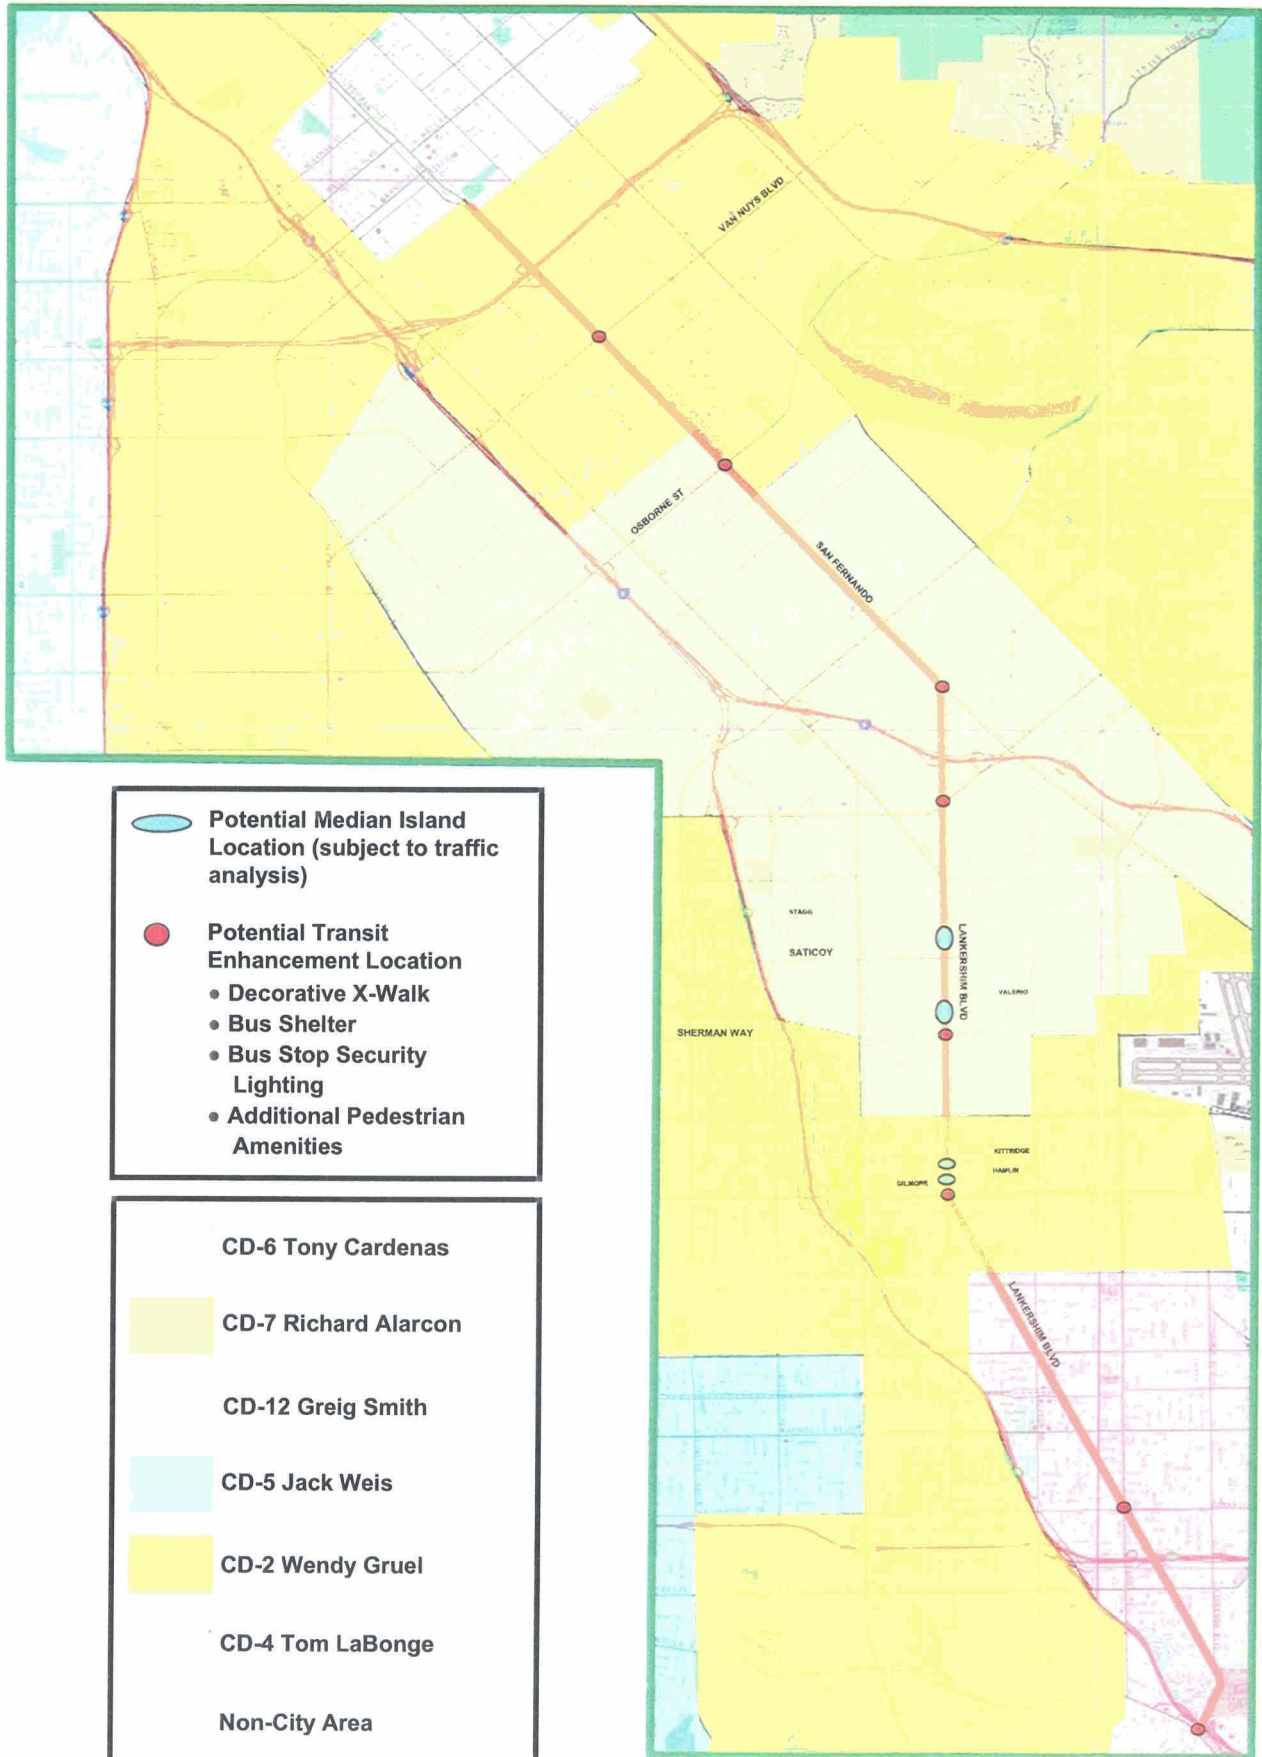 VAN NUYS BLVD
OSBORNE ST
SAN FERNANDO
Potential Median Island
Location (subject to traffic
analysis)
Potential Transit
Enhancement Location
• Decorative X-Walk
• Bus Shelter
• Bus Stop Security
Lighting
• Additional Pedestrian
Amenities
STAGG
SATICOY
LANKERSHIM BLVD
VALERIO
SHERMAN WAY
KITTRIDGE
HAMLIN
GILMORE
LANKERSHIM BLVD
CD-6 Tony Cardenas
CD-7 Richard Alarcon
CD-12 Greig Smith
CD-5 Jack Weis
CD-2 Wendy Gruel
CD-4 Tom LaBonge
Non-City Area